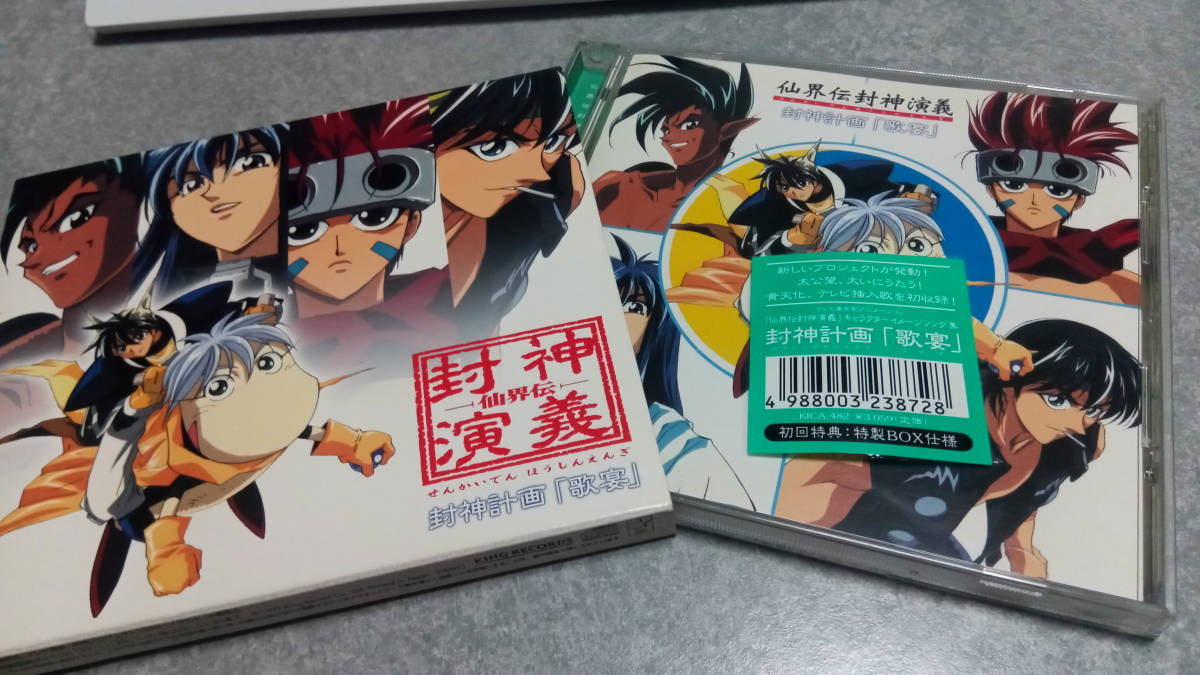 封神
仙界伝
演義
せんかいでん ほうしんえんぎ
封神計画「歌宴」
KING RECORDS
仙界伝封神演義
封神計画「歌宴」
新しいプロジェクトが発動!
太公望、大いにうたう!
黄天化、テレビ挿入歌を初収録!
「仙界伝封神演義」キャラクターイメージソング集
封神計画「歌宴」
4 988003 238728
KICA-482 ¥3,059(定価)
初回特典:特製BOX仕様